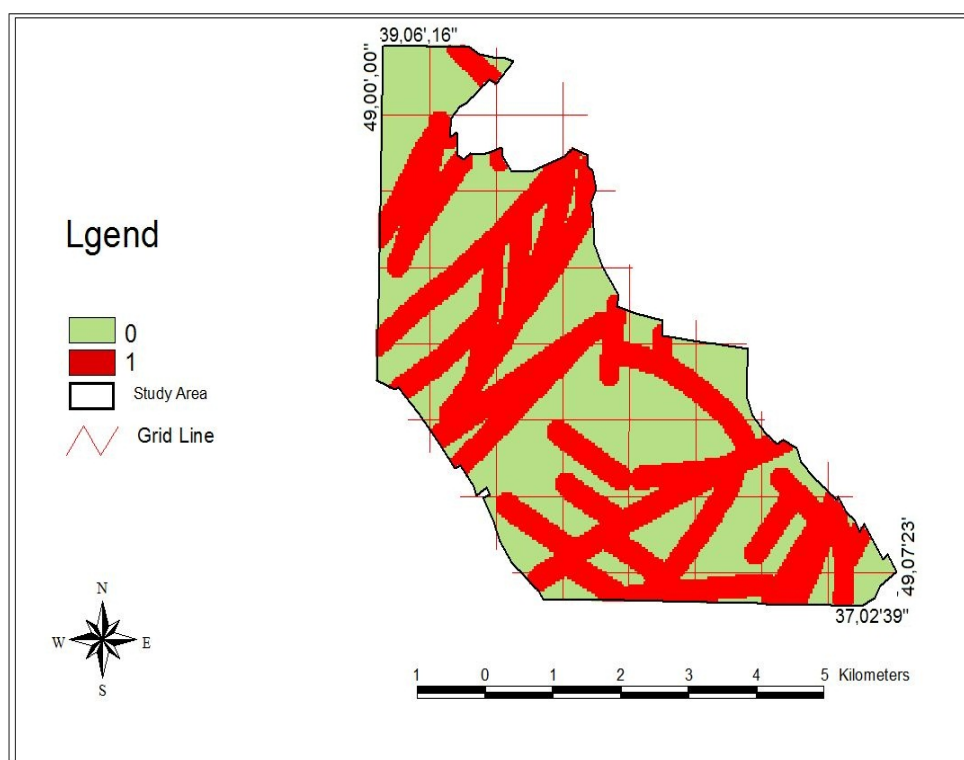 39,06',16"
49,00',00"
Lgend
0
1
Study Area
Grid Line
49,07'23'
37,02'39"
N
W
E
S
1 0 1 2 3 4 5 Kilometers